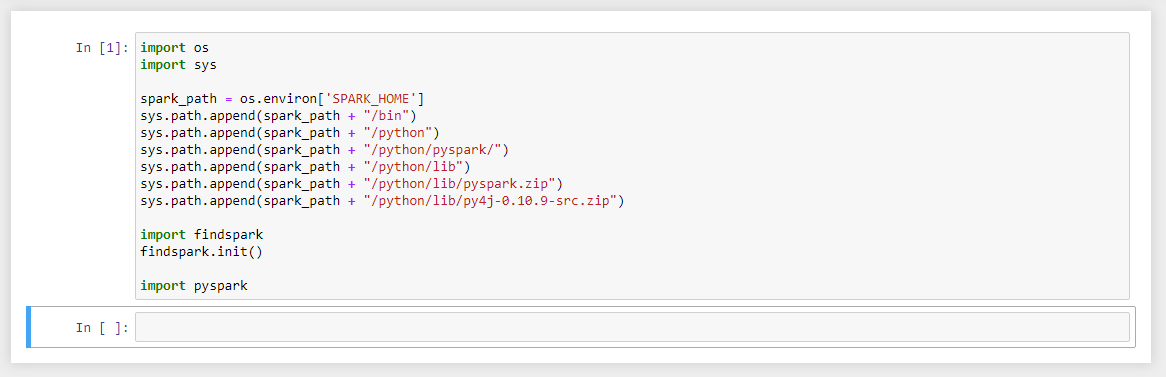 In [1]: import os
import sys
spark_path = os.environ['SPARK_HOME']
sys.path.append(spark_path + "/bin")
sys.path.append(spark_path + "/python")
sys.path.append(spark_path + "/python/pyspark/")
sys.path.append(spark_path + "/python/lib")
sys.path.append(spark_path + "/python/lib/pyspark.zip")
sys.path.append(spark_path + "/python/lib/py4j-0.10.9-src.zip")
import findspark
findspark.init()
import pyspark
In [ ]: